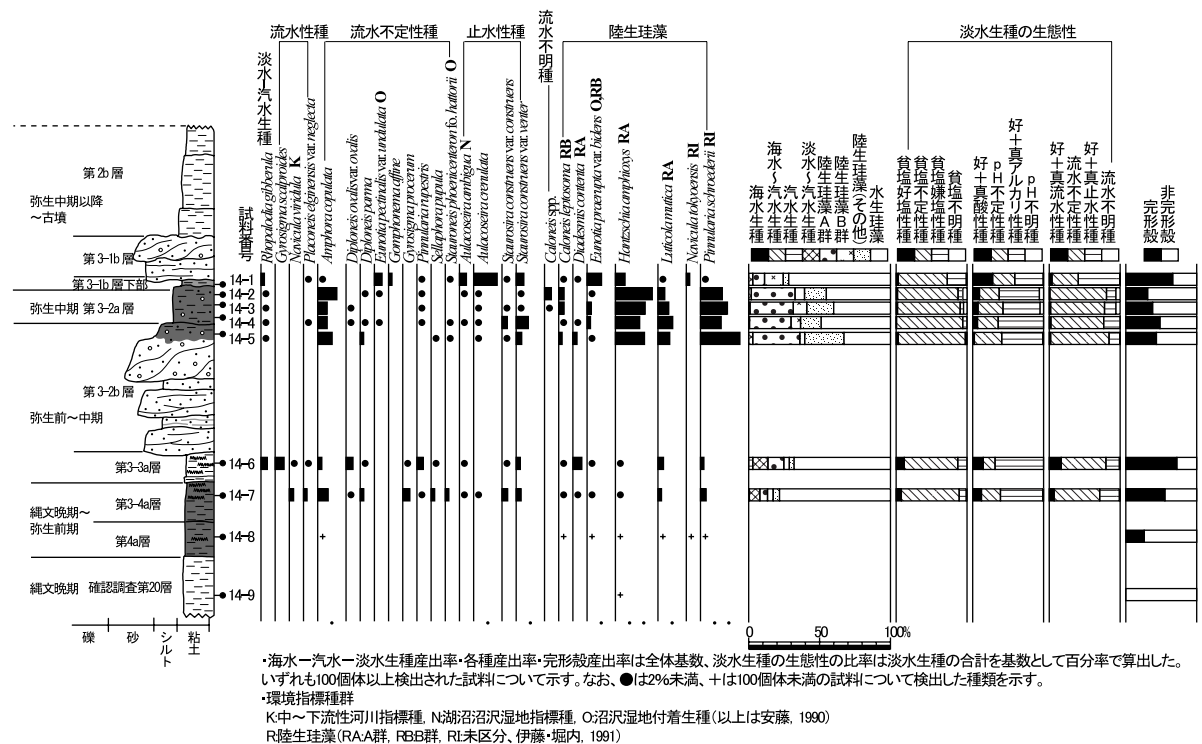 流水性種
流水不定性種
止水性種
流水不明種
陸生珪藻
淡水生種の生態性
淡水〜汽水生種
Rhopalodia gibberula
Gyrosigma scalproides
Navicula viridula K
Placoneis elginensis var. neglecta
Amphora copulata
Diploneis ovalis var. ovalis
Diploneis parma
Eunotia pectinalis var. undulata O
Gomphonema affine
Gyrosigma procerum
Pinnularia rupestris
Sellaphora pupula
Stauroneis phoenicenteron fo. hattorii O
Aulacoseira ambigua N
Aulacoseira crenulata
Staurosira construens var. construens
Staurosira construens var. venter
Caloneis spp.
Caloneis leptosoma RB
Diadesmis contenta RA
Eunotia praerupta var. bidens O,RB
Hantzschia amphioxys RA
Luticola mutica RA
Navicula tokyoensis RI
Pinnularia schroederii RI
海水生種
海水〜汽水生種
汽水生種
淡水〜汽水生種
陸生珪藻A群
陸生珪藻B群
陸生珪藻(その他)
水生珪藻
貧塩好塩性種
貧塩不定性種
貧塩嫌塩性種
貧塩不明種
好+真酸性種
pH不定性種
好+真アルカリ性種
pH不明種
好+真流水性種
流水不定性種
好+真止水性種
流水不明種
完形殻
非完形殻
試料番号
第2b層
弥生中期以降
〜古墳
第3-1b層
第3-1b層下部
弥生中期 第3-2a層
第3-2b層
弥生前〜中期
第3-3a層
第3-4a層
縄文晩期〜
弥生前期
第4a層
縄文晩期 確認調査第20層
14-1
14-2
14-3
14-4
14-5
14-6
14-7
14-8
14-9
礫 砂 シルト 粘土
0 50 100%
・海水ー汽水ー淡水生種産出率・各種産出率・完形殻産出率は全体基数、淡水生種の生態性の比率は淡水生種の合計を基数として百分率で算出した。
いずれも100個体以上検出された試料について示す。なお、●は2%未満、+は100個体未満の試料について検出した種類を示す。
・環境指標種群
K:中〜下流性河川指標種, N:湖沼沼沢湿地指標種, O:沼沢湿地付着生種(以上は安藤, 1990)
R:陸生珪藻(RA:A群, RB:B群, RI:未区分、伊藤・堀内, 1991)